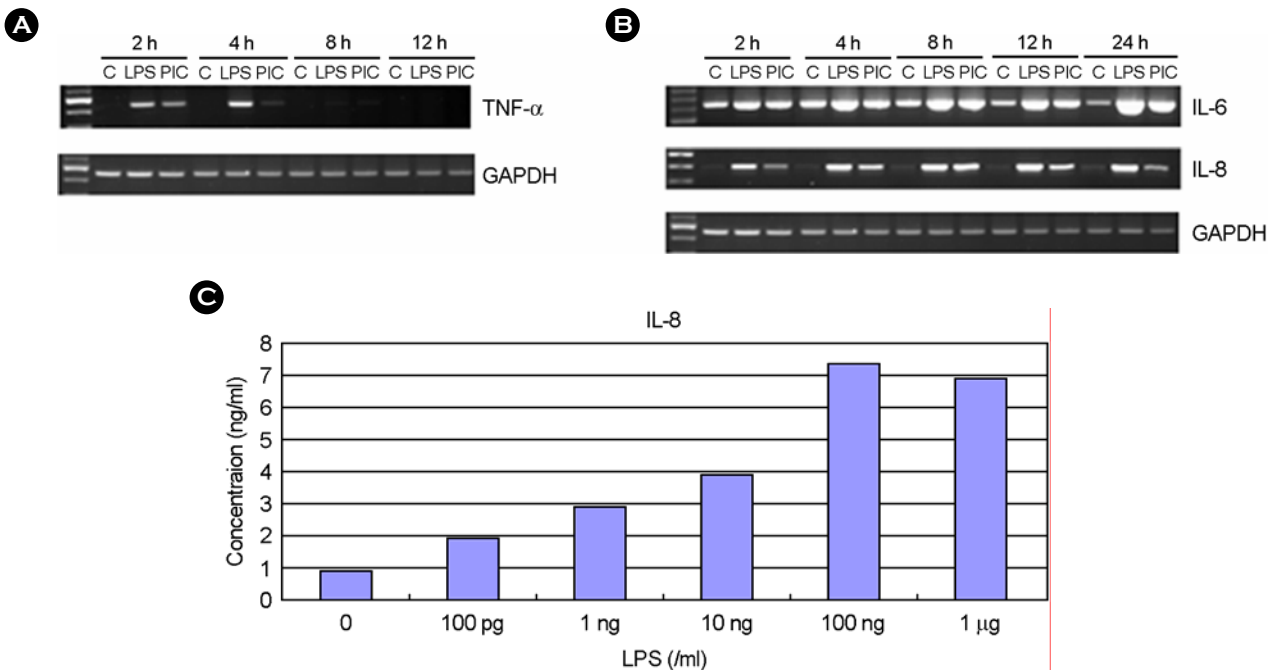 A
2 h 4 h 8 h 12 h
C LPS PIC C LPS PIC C LPS PIC C LPS PIC
TNF-α
GAPDH
B
2 h 4 h 8 h 12 h 24 h
C LPS PIC C LPS PIC C LPS PIC C LPS PIC C LPS PIC
IL-6
IL-8
GAPDH
C
IL-8
Concentraion (ng/ml)
8
7
6
5
4
3
2
1
0
0 100 pg 1 ng 10 ng 100 ng 1 μg
LPS (/ml)